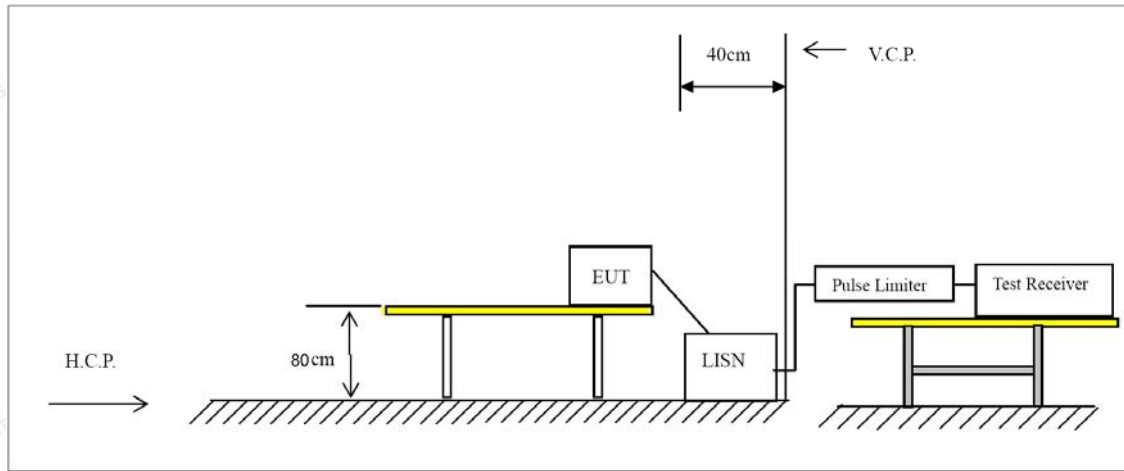 40cm
V.C.P.
EUT
Pulse Limiter
Test Receiver
80cm
LISN
H.C.P.